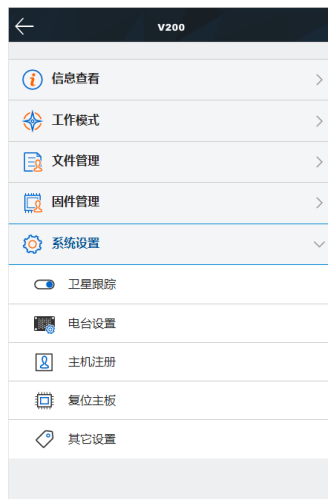 V200
信息查看
工作模式
文件管理
固件管理
系统设置
卫星跟踪
电台设置
主机注册
复位主板
其它设置